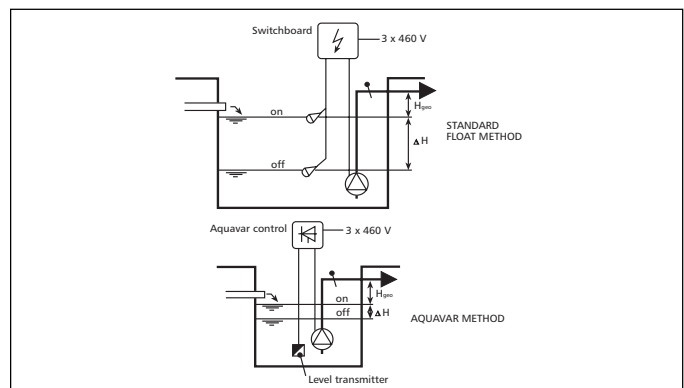 Switchboard
3 x 460 V
on
Hgeo
STANDARD
FLOAT METHOD
ΔH
off
Aquavar control
3 x 460 V
on
Hgeo
off
ΔH
AQUAVAR METHOD
Level transmitter